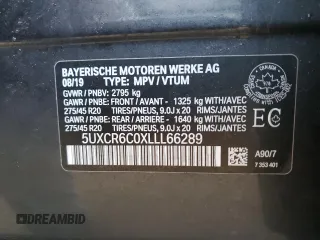 BAYERISCHE MOTOREN WERKE AG
08/19 TYPE: MPV / VTUM
GVWR / PNBV: 2795 kg
GAWR / PNBE: FRONT / AVANT - 1325 kg WITH/AVEC
275/45 R20 TIRES/PNEUS, 9.0J x 20 RIMS/JANTES
GAWR / PNBE: REAR / ARRIERE - 1640 kg WITH/AVEC
275/45 R20 TIRES/PNEUS, 9.0J x 20 RIMS/JANTES
5UXCR6C0XLLL66289
CANADA
EC
A90/7
7 353 401
DREAMBID